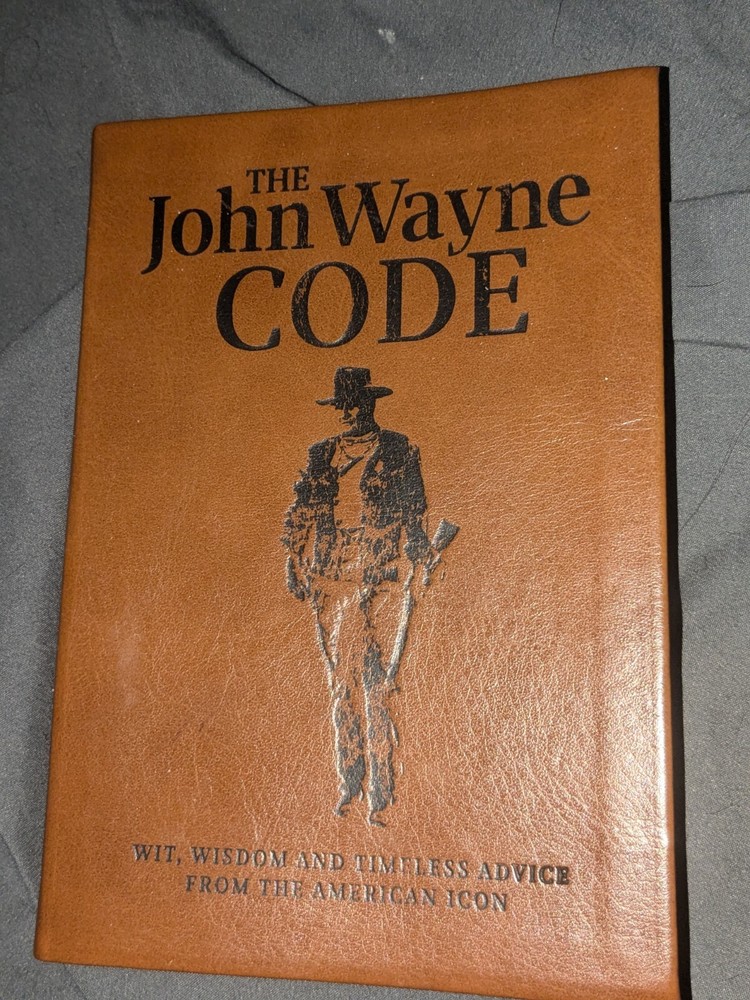 THE
John Wayne
CODE
WIT, WISDOM AND TIMELESS ADVICE
FROM THE AMERICAN ICON